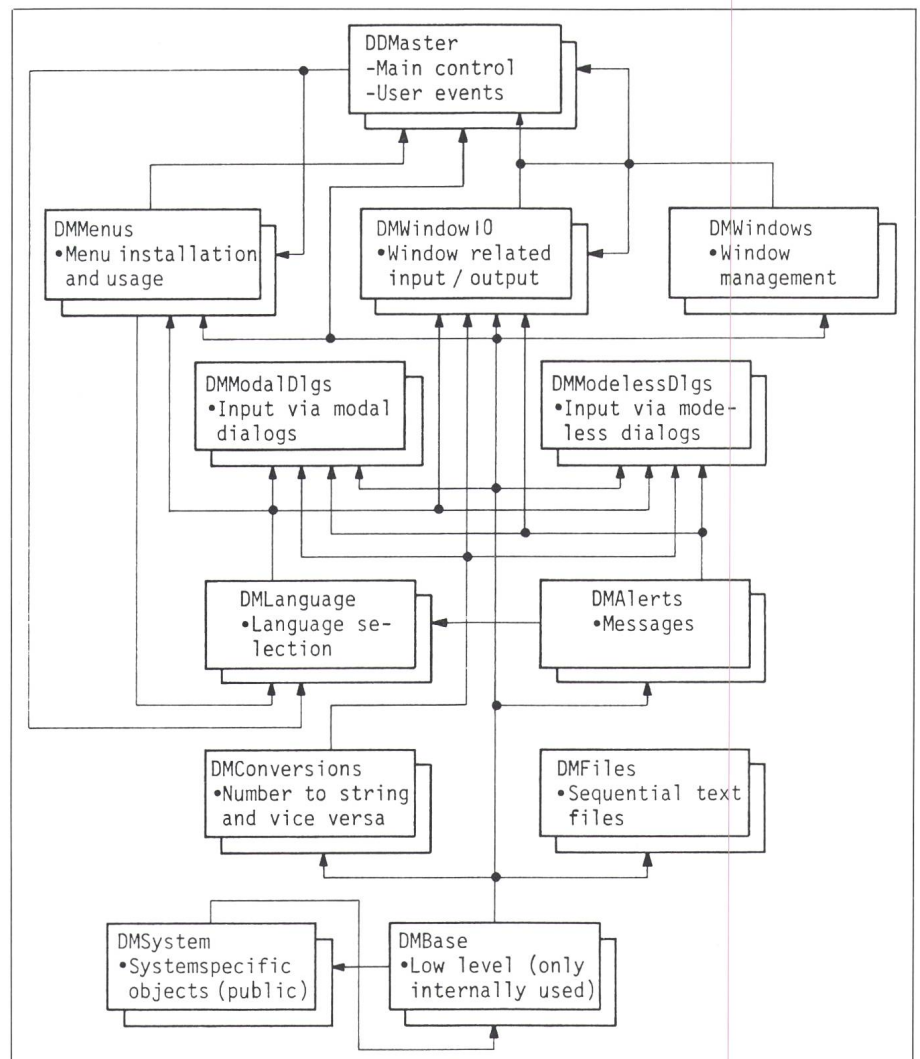 DDMaster
-Main control
-User events
DMMenus
•Menu installation
and usage
DMWindowIO
•Window related
input / output
DMWindows
•Window
management
DMModalDlgs
•Input via modal
dialogs
DMModelessDlgs
•Input via mode-
less dialogs
DMLanguage
•Language se-
lection
DMAlerts
•Messages
DMConversions
•Number to string
and vice versa
DMFiles
•Sequential text
files
DMSystem
•Systemspecific
objects (public)
DMBase
•Low level (only
internally used)